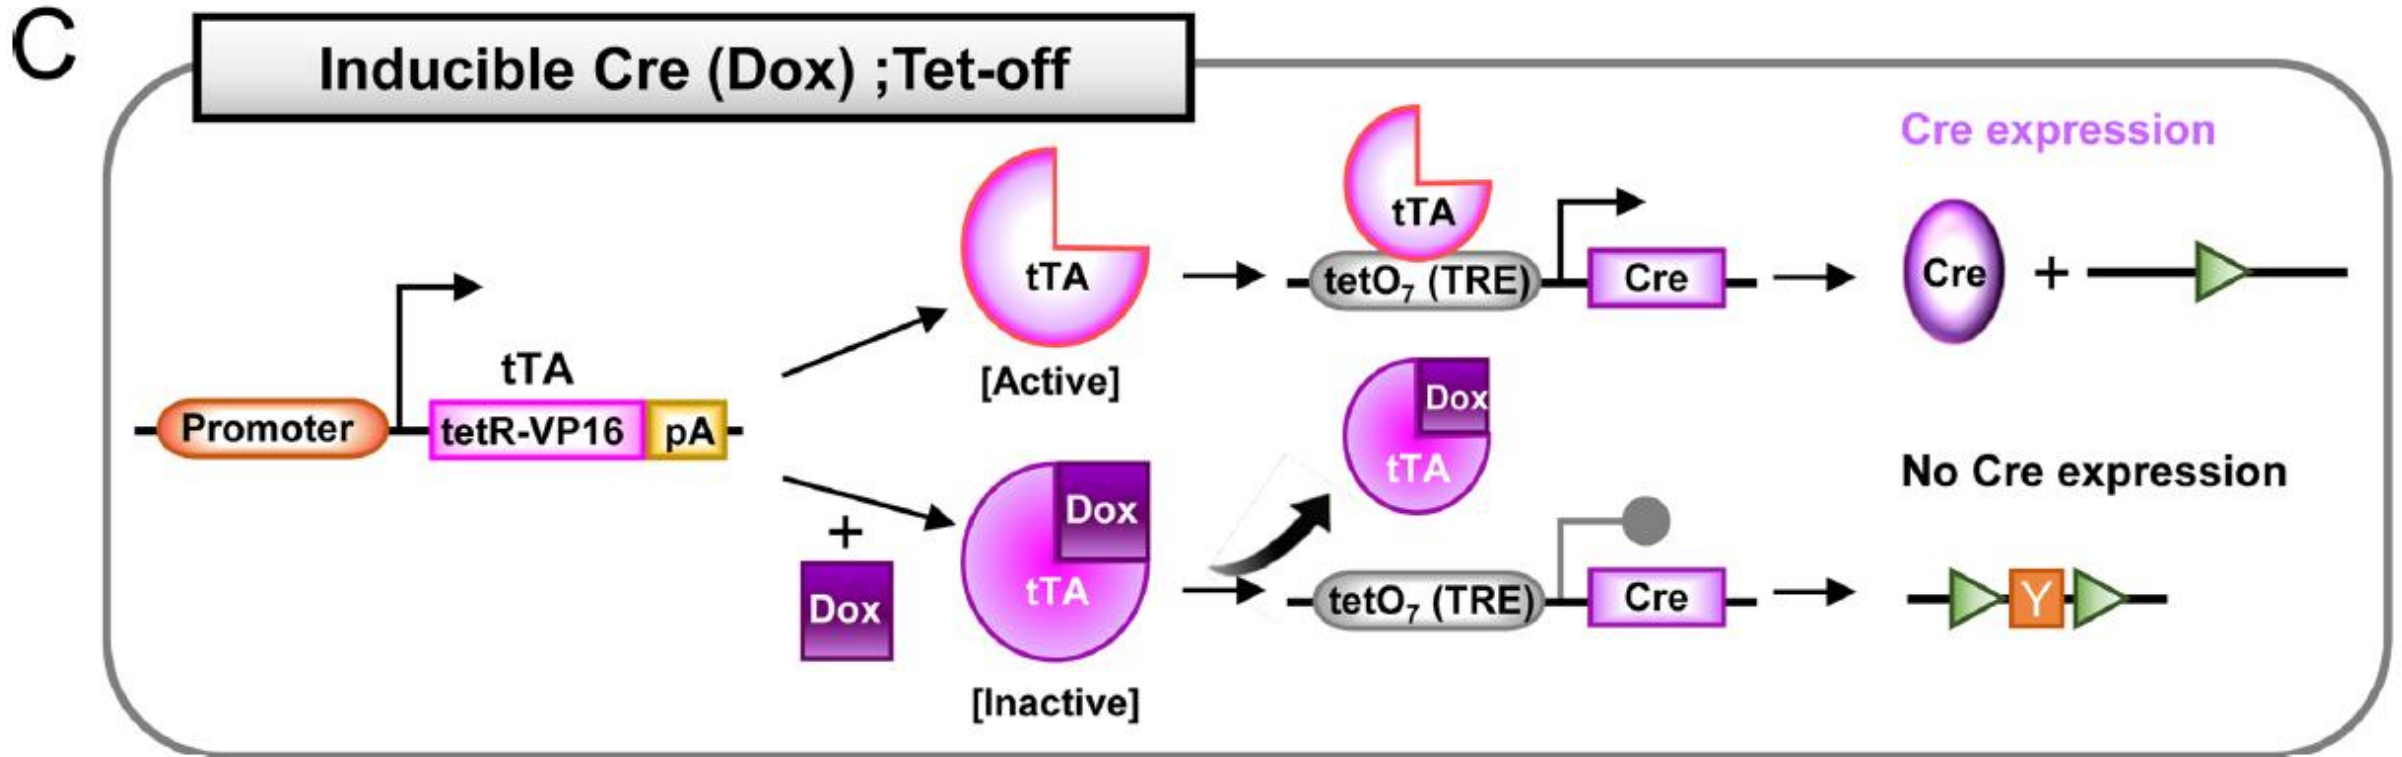 C
Inducible Cre (Dox) ;Tet-off
Promoter
tTA
tetR-VP16
pA
+
Dox
tTA
[Active]
Dox
tTA
[Inactive]
tTA
tetO₇ (TRE)
Cre
Dox
tTA
tetO₇ (TRE)
Cre
Cre expression
Cre
+
No Cre expression
Y